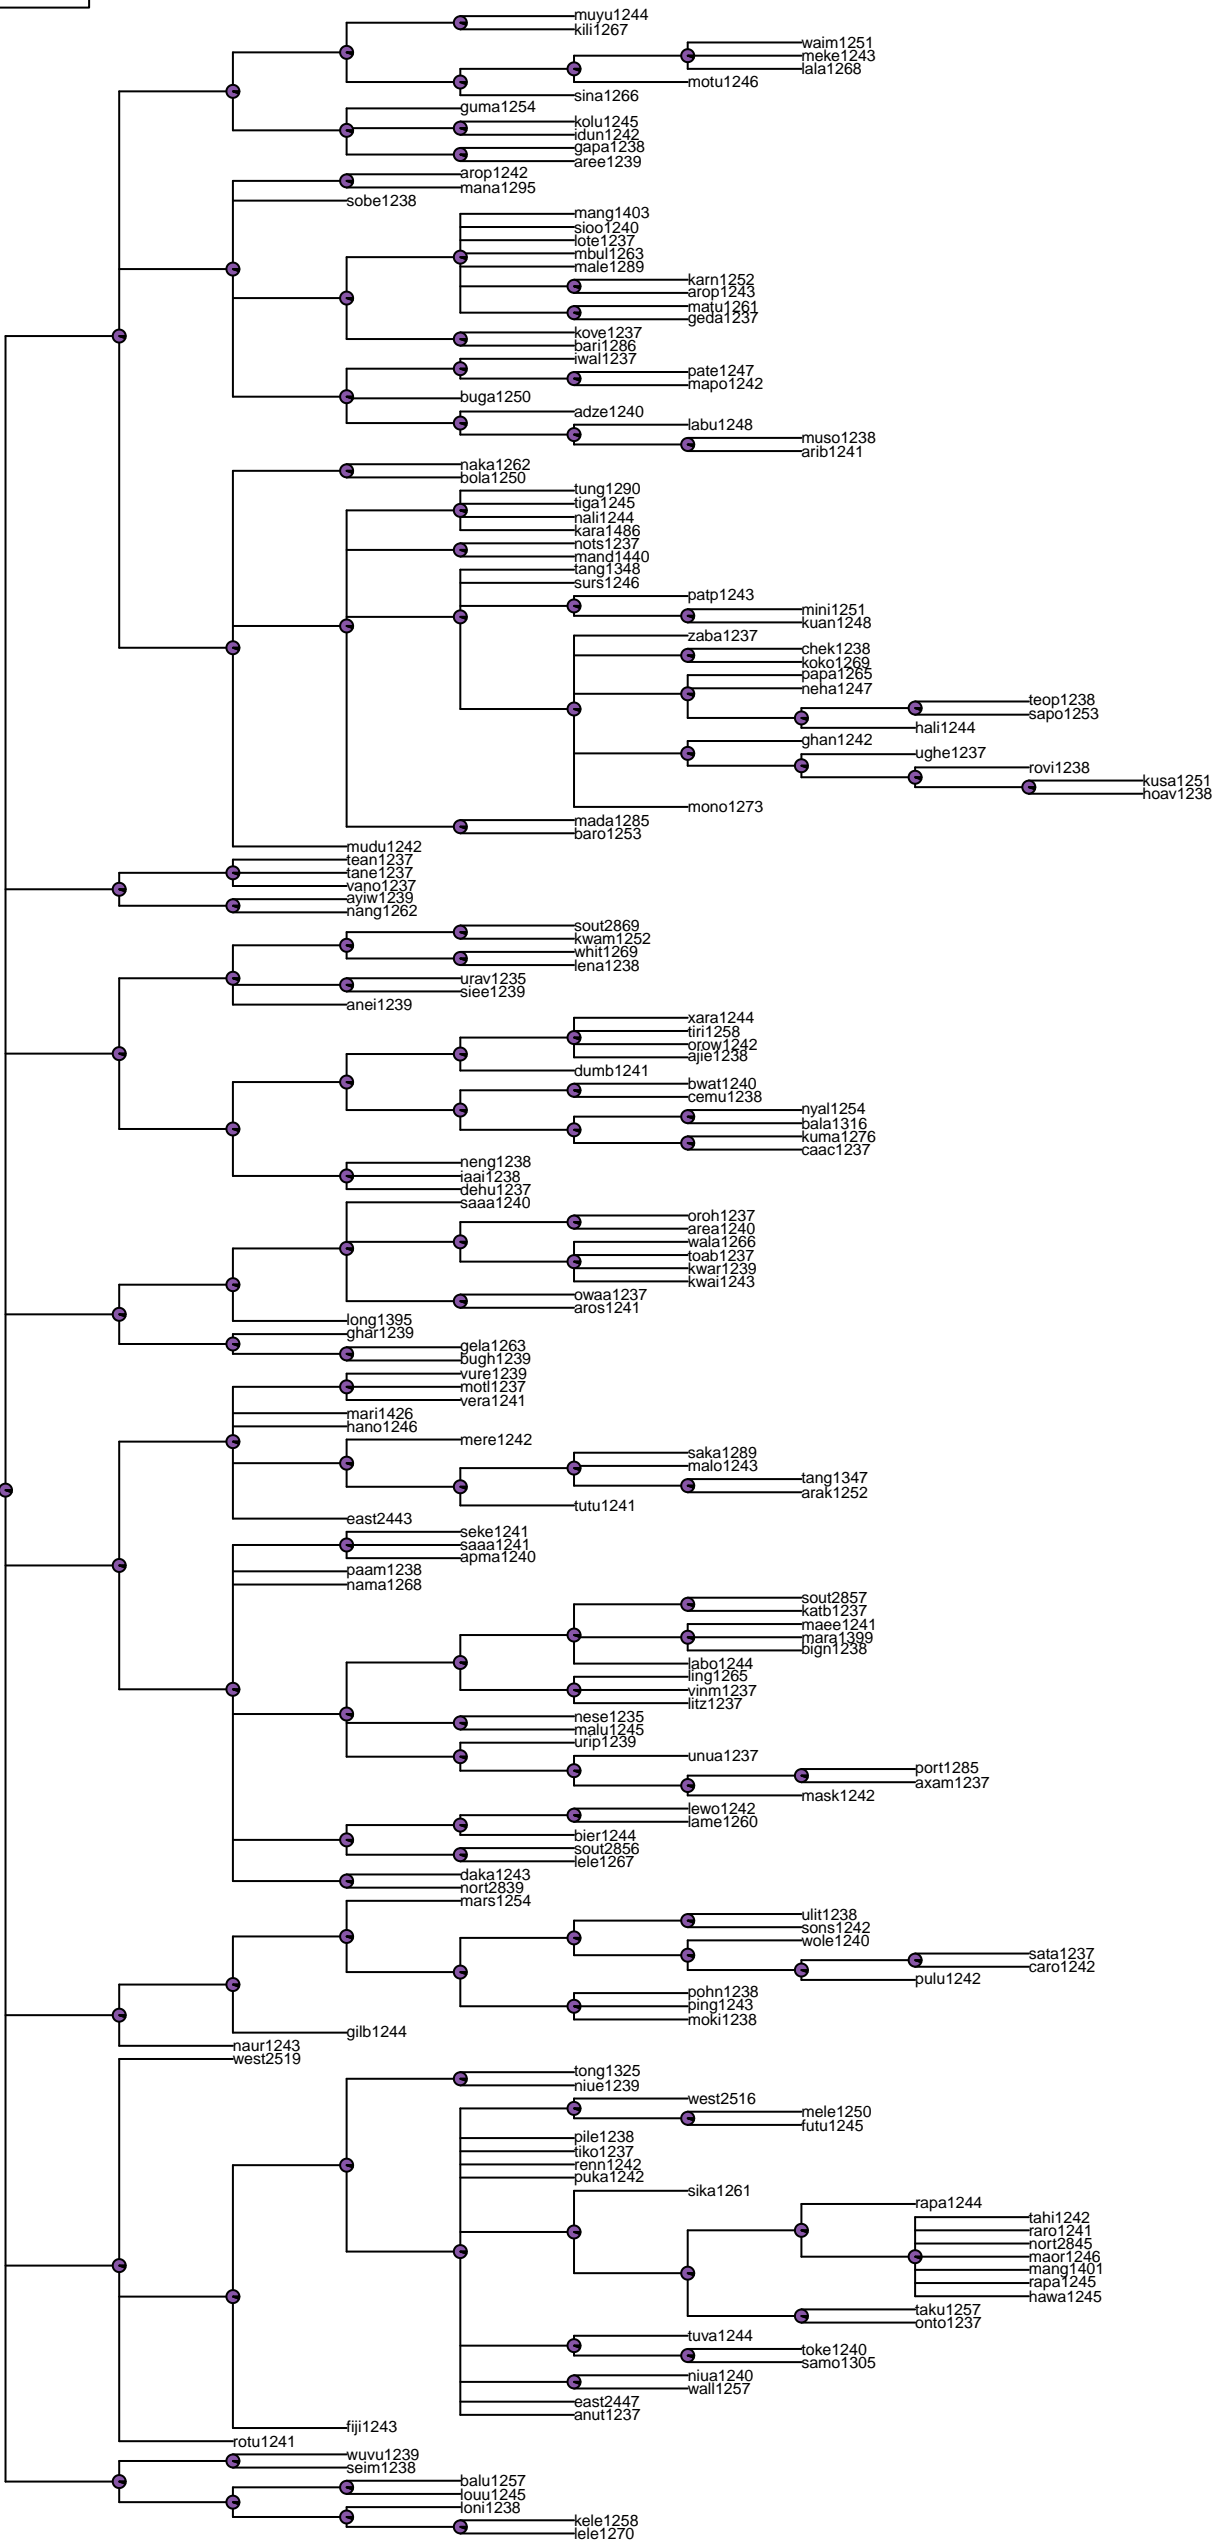 muyu1244
kili1267
waim1251
meke1243
lala1268
motu1246
sina1266
guma1254
kolu1245
idun1242
gapa1238
aree1239
arop1242
mana1295
sobe1238
mang1403
sioo1240
lote1237
mbul1263
male1289
karn1252
arop1243
matu1261
geda1237
kove1237
bari1286
iwal1237
pate1247
mapo1242
buga1250
adze1240
labu1248
muso1238
arib1241
naka1262
bola1250
tung1290
tiga1245
nali1244
kara1486
nots1237
mand1440
tang1348
surs1246
patp1243
mini1251
kuan1248
zaba1237
chek1238
koko1269
papa1265
neha1247
teop1238
sapo1253
hali1244
ghan1242
ughe1237
rovi1238
kusa1251
hoav1238
mono1273
mada1285
baro1253
mudu1242
tean1237
tane1237
vano1237
ayiw1239
nang1262
sout2869
kwam1252
whit1269
lena1238
urav1235
siee1239
anei1239
xara1244
tiri1258
orow1242
ajie1238
dumb1241
bwat1240
cemu1238
nyal1254
bala1316
kuma1276
caac1237
neng1238
iaai1238
dehu1237
saaa1240
oroh1237
area1240
wala1266
toab1237
kwar1239
kwai1243
owaa1237
aros1241
long1395
ghar1239
gela1263
bugh1239
vure1239
motl1237
vera1241
mari1426
hano1246
mere1242
saka1289
malo1243
tang1347
arak1252
tutu1241
east2443
seke1241
saaa1241
apma1240
paam1238
nama1268
sout2857
katb1237
maee1241
mara1399
bign1238
labo1244
ling1265
vinm1237
litz1237
nese1235
malu1245
urip1239
unua1237
port1285
axam1237
mask1242
lewo1242
lame1260
bier1244
sout2856
lele1267
daka1243
nort2839
mars1254
ulit1238
sons1242
wole1240
sata1237
caro1242
pulu1242
pohn1238
ping1243
moki1238
gilb1244
naur1243
west2519
tong1325
niue1239
west2516
mele1250
futu1245
pile1238
tiko1237
renn1242
puka1242
sika1261
rapa1244
tahi1242
raro1241
nort2845
maor1246
mang1401
rapa1245
hawa1245
taku1257
onto1237
tuva1244
toke1240
samo1305
niua1240
wall1257
east2447
anut1237
fiji1243
rotu1241
wuvu1239
seim1238
balu1257
louu1245
loni1238
kele1258
lele1270